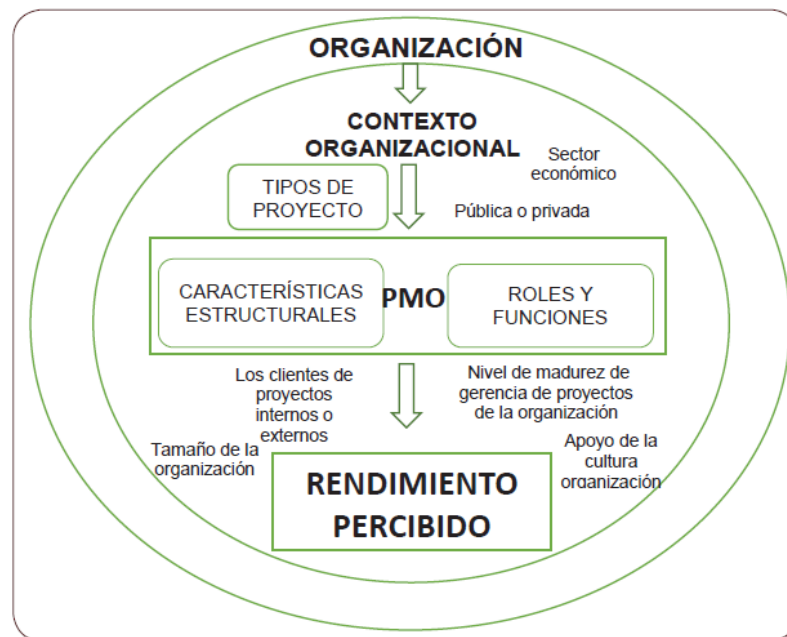 ORGANIZACIÓN
CONTEXTO
ORGANIZACIONAL
Sector
económico
TIPOS DE
PROYECTO
Pública o privada
CARACTERÍSTICAS
ESTRUCTURALES
PMO
ROLES Y
FUNCIONES
Los clientes de
proyectos
internos o
externos
Nivel de madurez de
gerencia de proyectos
de la organización
Tamaño de la
organización
Apoyo de la
cultura
organización
RENDIMIENTO
PERCIBIDO